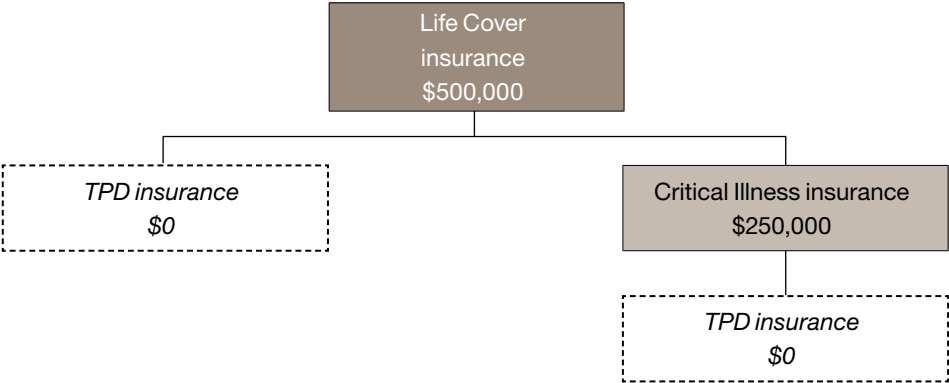 Life Cover
insurance
$500,000
TPD insurance
$0
Critical Illness insurance
$250,000
TPD insurance
$0